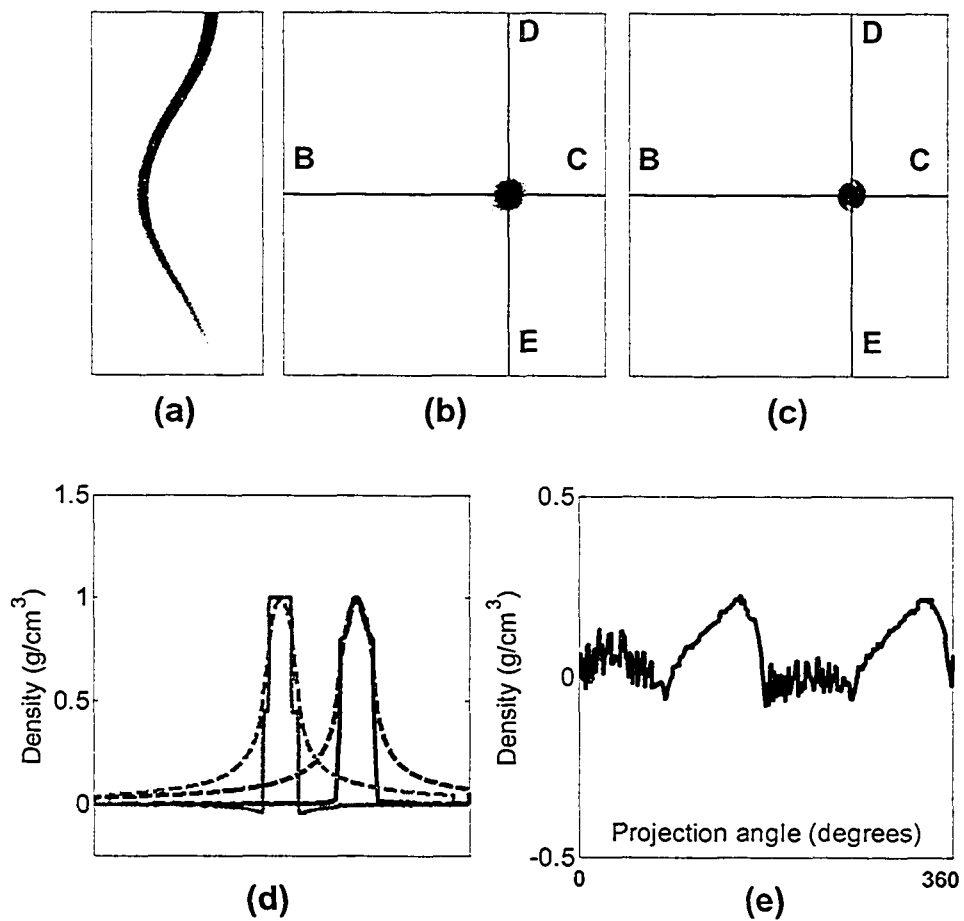 D
D
B
C
B
C
E
E
(a)
(b)
(c)
1.5
1
0.5
0
Density (g/cm³)
(d)
0.5
0
-0.5
Density (g/cm³)
Projection angle (degrees)
0
360
(e)